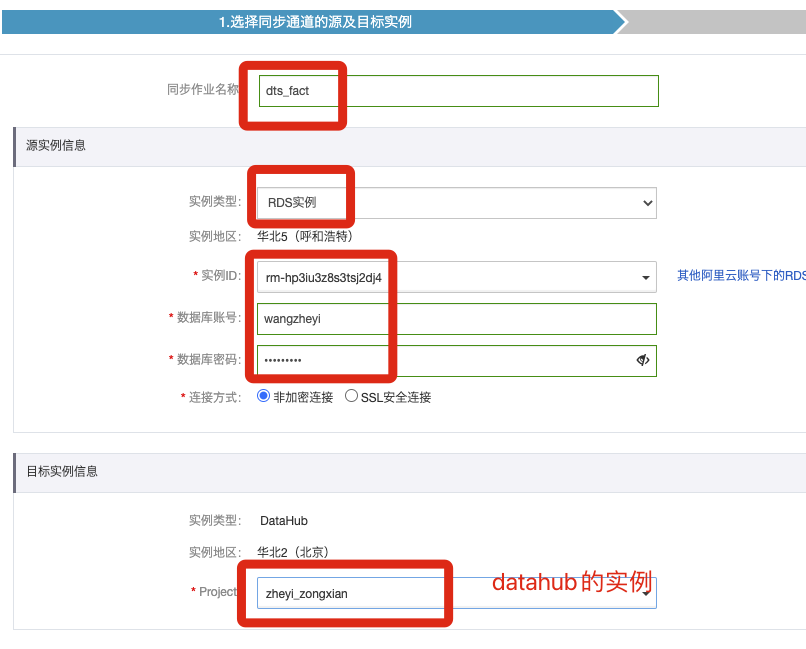 1.选择同步通道的源及目标实例
同步作业名称 dts_fact
源实例信息
实例类型: RDS实例
实例地区: 华北5（呼和浩特）
* 实例ID: rm-hp3iu3z8s3tsj2dj4 其他阿里云账号下的RDS
* 数据库账号: wangzheyi
* 数据库密码: •••••••••
* 连接方式: 非加密连接 SSL安全连接
目标实例信息
实例类型: DataHub
实例地区: 华北2（北京）
* Project zheyi_zongxian datahub的实例